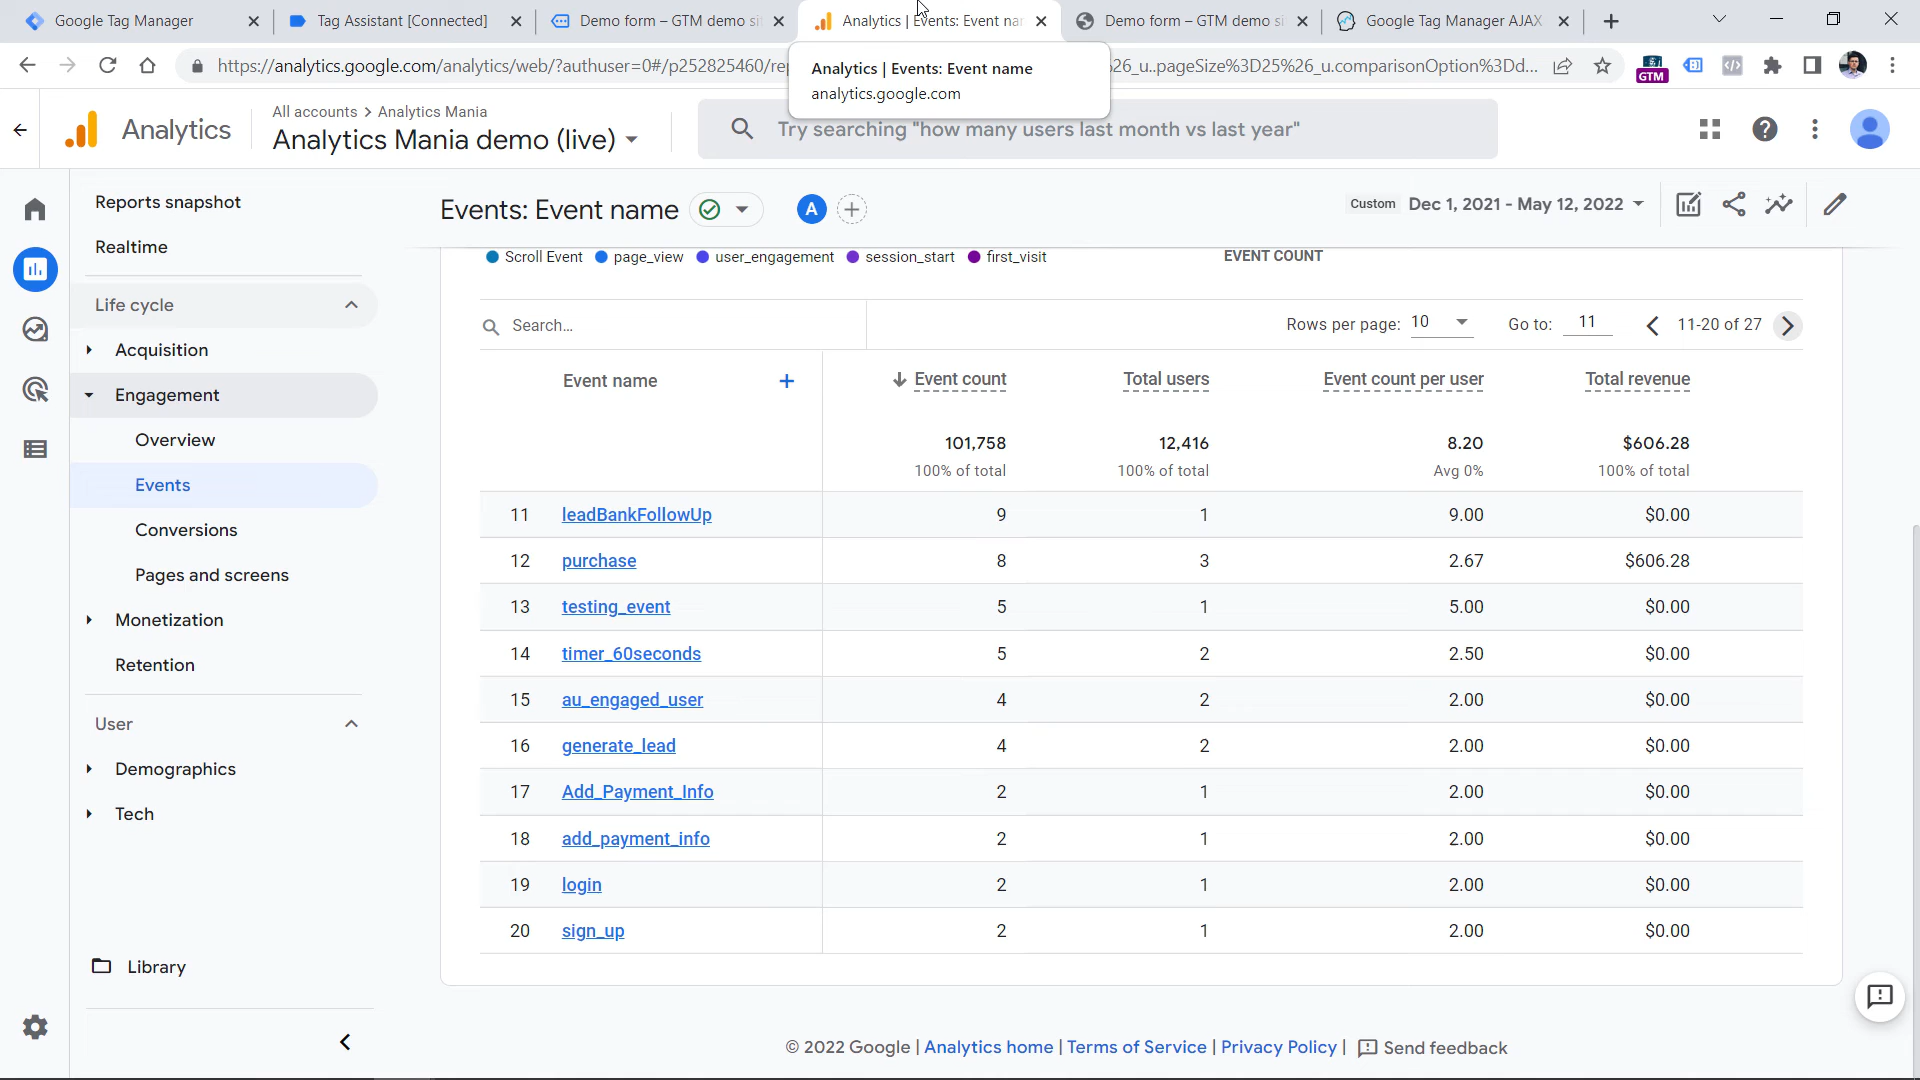 Google Tag Manager
Tag Assistant [Connected]
Demo form – GTM demo sit
Analytics | Events: Event nar
Demo form – GTM demo si
Google Tag Manager AJAX
https://analytics.google.com/analytics/web/?authuser=0#/p252825460/rep
26_u..pageSize%3D25%26_u.comparisonOption%3Dd...
GTM
Analytics | Events: Event name
analytics.google.com
Analytics
All accounts > Analytics Mania
Analytics Mania demo (live)
Try searching "how many users last month vs last year"
Reports snapshot
Realtime
Life cycle
Acquisition
Engagement
Overview
Events
Conversions
Pages and screens
Monetization
Retention
User
Demographics
Tech
Library
Events: Event name
A
Custom Dec 1, 2021 - May 12, 2022
Scroll Event page_view user_engagement session_start first_visit
EVENT COUNT
Search...
Rows per page: 10 Go to: 11 11-20 of 27
Event name + Event count Total users Event count per user Total revenue
101,758 12,416 8.20 $606.28
100% of total 100% of total Avg 0% 100% of total
11 leadBankFollowUp 9 1 9.00 $0.00
12 purchase 8 3 2.67 $606.28
13 testing_event 5 1 5.00 $0.00
14 timer_60seconds 5 2 2.50 $0.00
15 au_engaged_user 4 2 2.00 $0.00
16 generate_lead 4 2 2.00 $0.00
17 Add_Payment_Info 2 1 2.00 $0.00
18 add_payment_info 2 1 2.00 $0.00
19 login 2 1 2.00 $0.00
20 sign_up 2 1 2.00 $0.00
© 2022 Google | Analytics home | Terms of Service | Privacy Policy | Send feedback